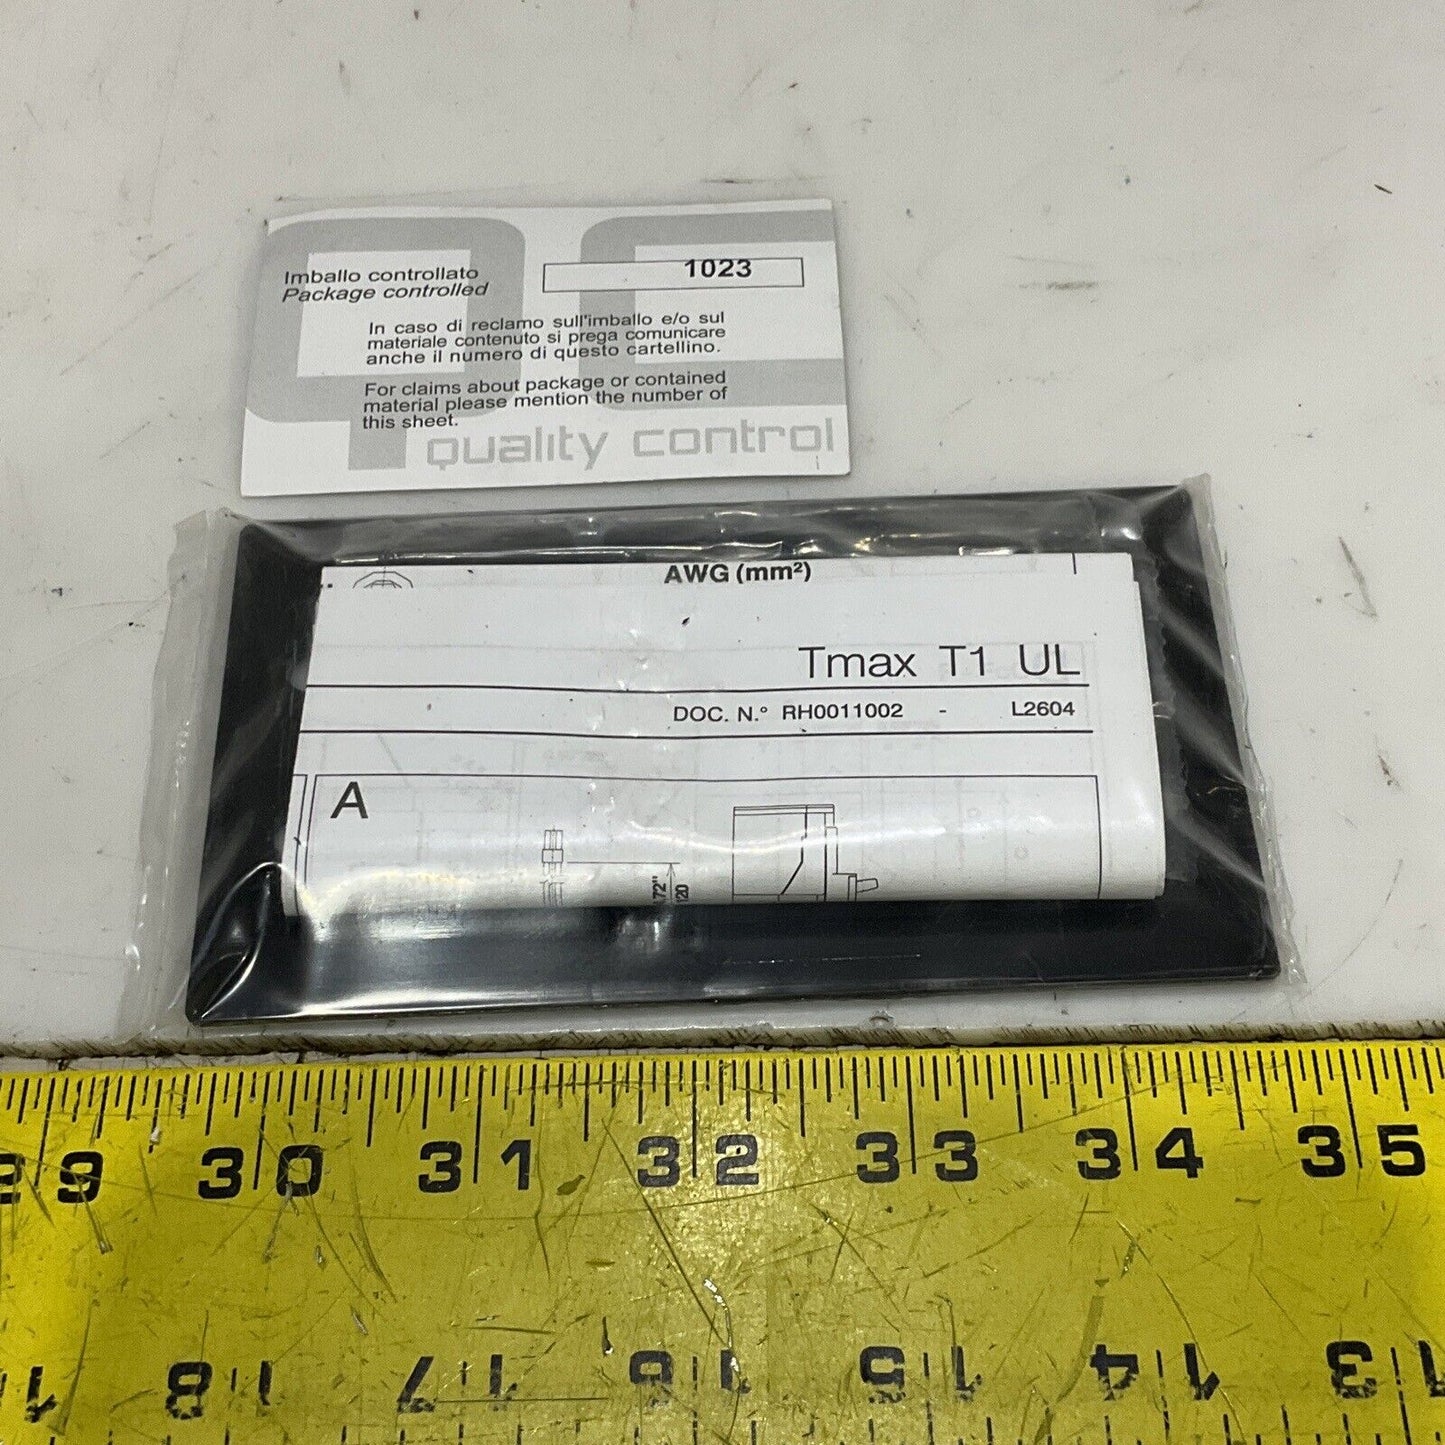 Imballo controllato
Package controlled
1023
In caso di reclamo sull'imballo e/o sul
materiale contenuto si prega comunicare
anche il numero di questo cartellino.
For claims about package or contained
material please mention the number of
this sheet.
quality control
AWG (mm²)
Tmax T1 UL
DOC. N.° RH0011002 - L2604
A
29 30 31 32 33 34 35
18 17 16 15 14 13